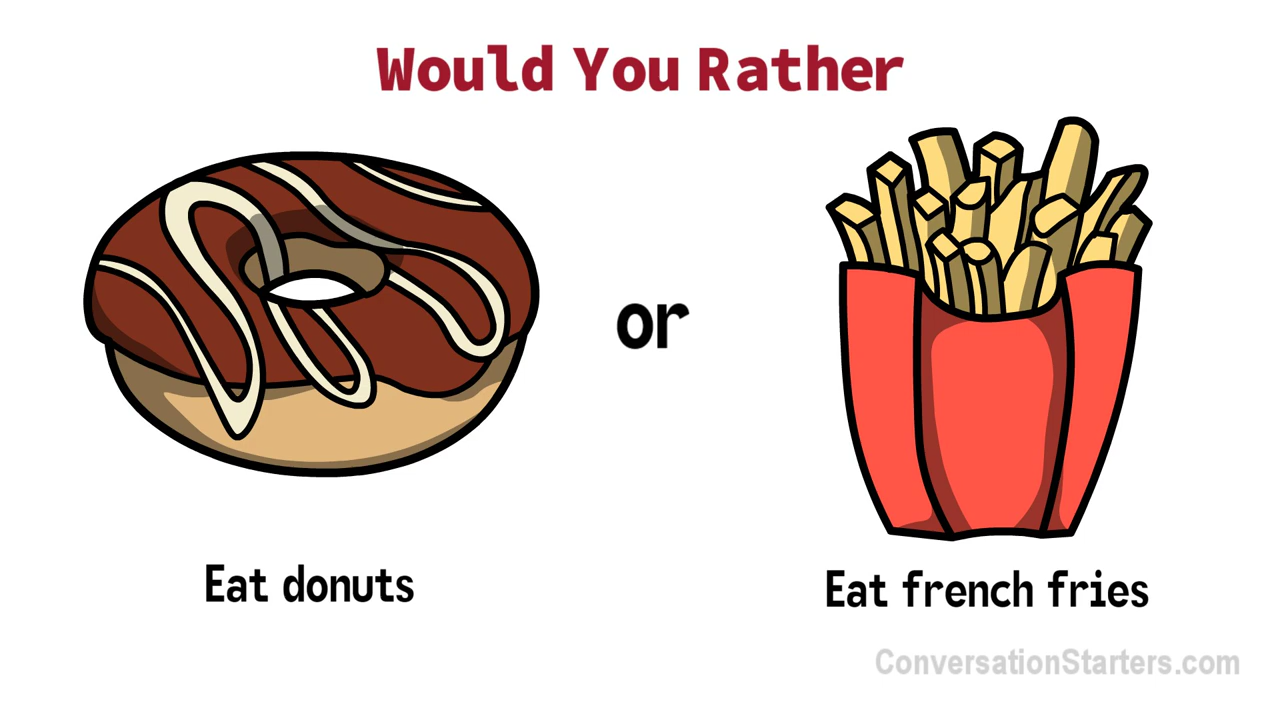 Would You Rather
or
Eat donuts
Eat french fries
ConversationStarters.com